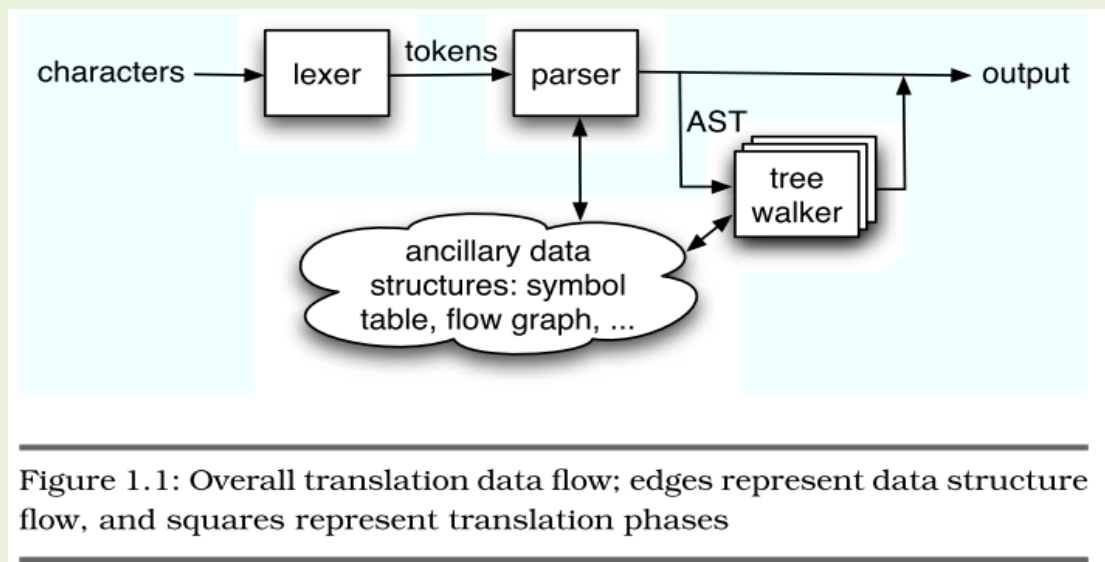 characters
lexer
tokens
parser
output
AST
tree
walker
ancillary data
structures: symbol
table, flow graph, ...
Figure 1.1: Overall translation data flow; edges represent data structure
flow, and squares represent translation phases